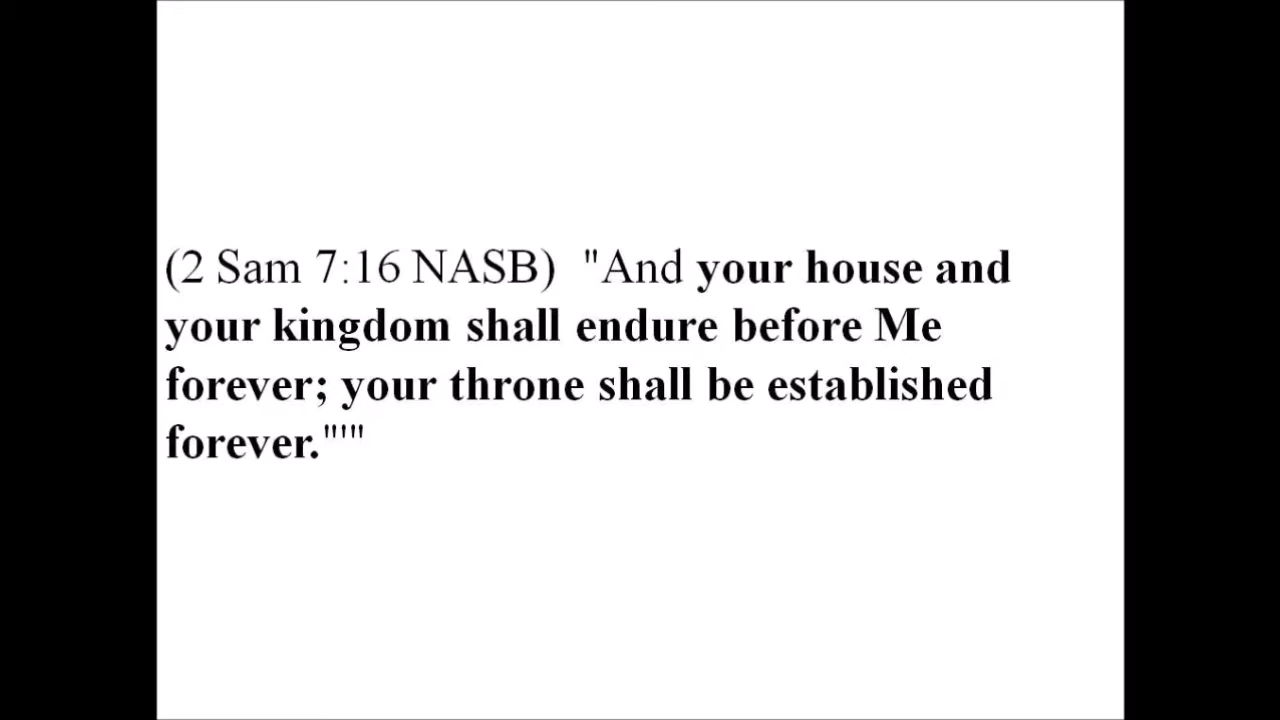 (2 Sam 7:16 NASB)  "And your house and
your kingdom shall endure before Me
forever; your throne shall be established
forever."'"